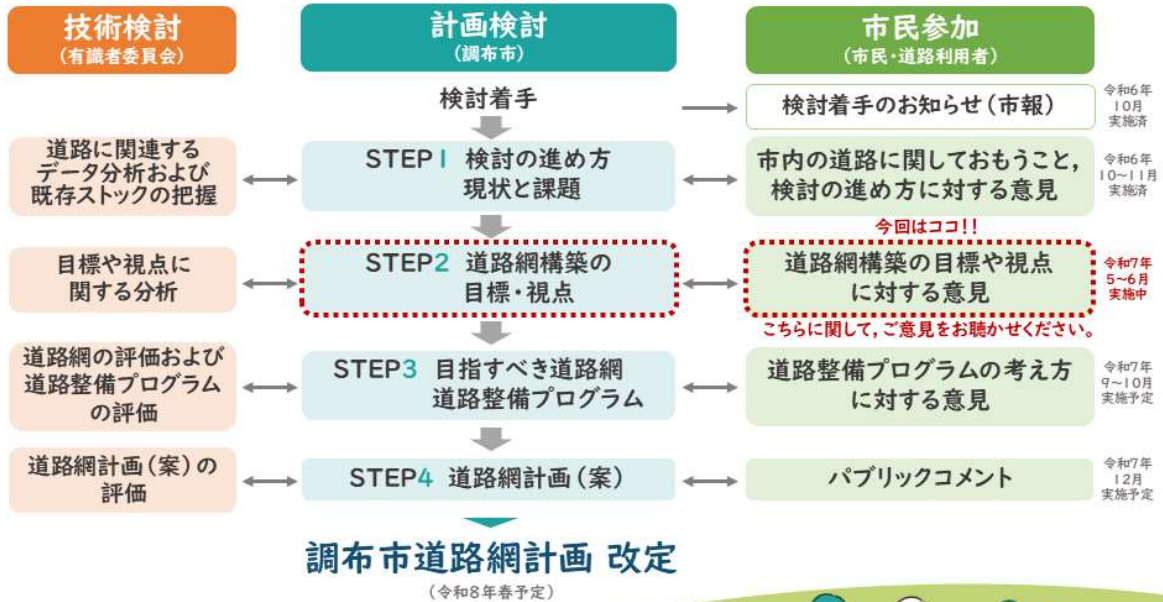 技術検討
(有識者委員会)
計画検討
(調布市)
市民参加
(市民・道路利用者)
検討着手
検討着手のお知らせ(市報)
令和6年
10月
実施済
道路に関連する
データ分析および
既存ストックの把握
STEP1 検討の進め方
現状と課題
市内の道路に関しておもうこと,
検討の進め方に対する意見
令和6年
10~11月
実施済
今回はココ!!
目標や視点に
関する分析
STEP2 道路網構築の
目標・視点
道路網構築の目標や視点
に対する意見
令和7年
5~6月
実施中
こちらに関して,ご意見をお聴かせください。
道路網の評価および
道路整備プログラム
の評価
STEP3 目指すべき道路網
道路整備プログラム
道路整備プログラムの考え方
に対する意見
令和7年
9~10月
実施予定
道路網計画(案)の
評価
STEP4 道路網計画(案)
パブリックコメント
令和7年
12月
実施予定
調布市道路網計画 改定
(令和8年春予定)